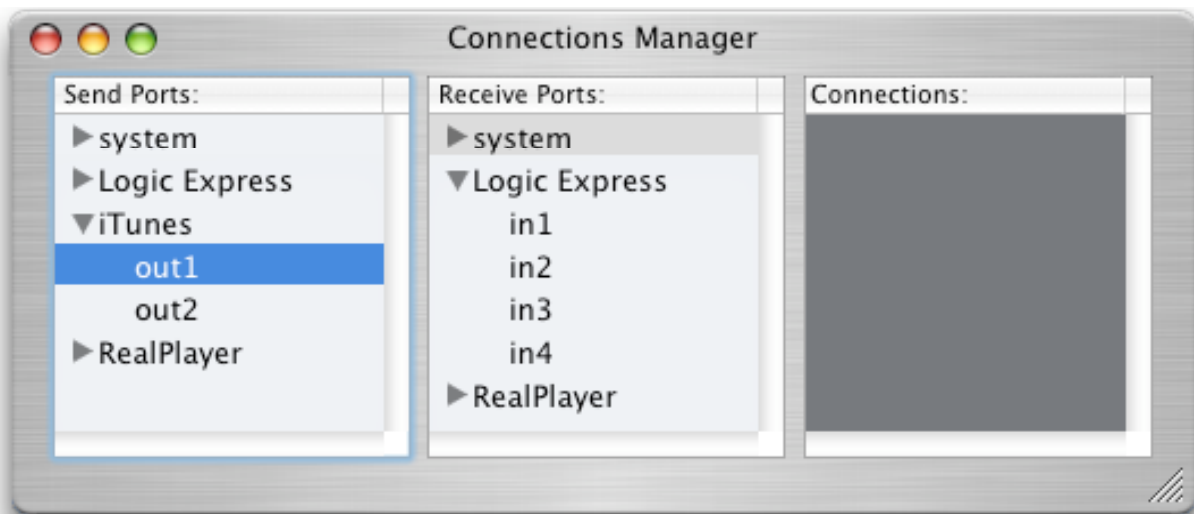 Connections Manager
Send Ports:
system
Logic Express
iTunes
out1
out2
RealPlayer
Receive Ports:
system
Logic Express
in1
in2
in3
in4
RealPlayer
Connections: